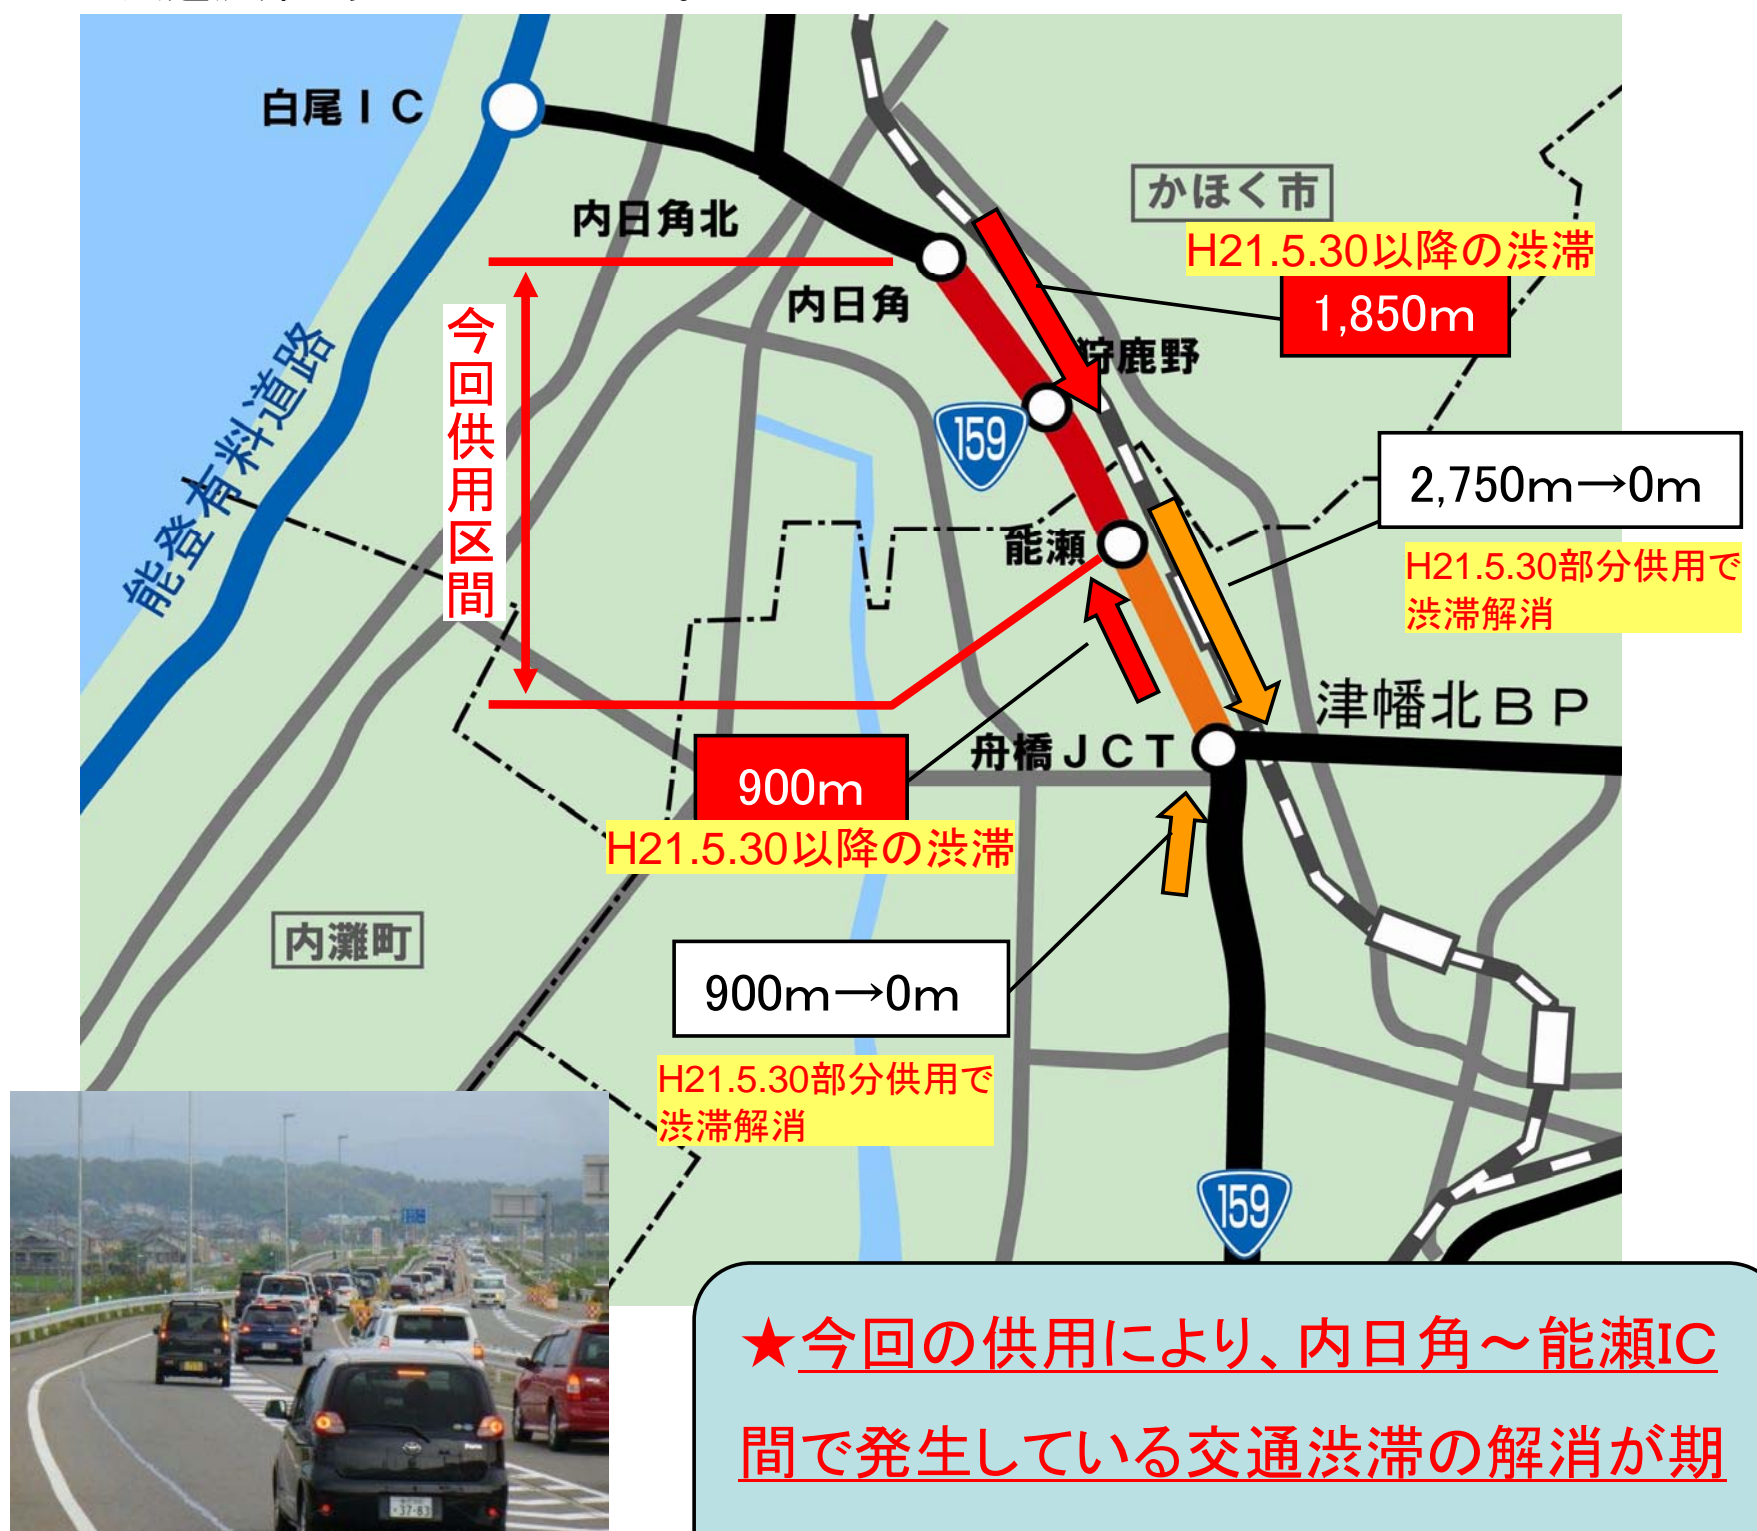 白尾ＩＣ
内日角北
かほく市
H21.5.30以降の渋滞
1,850ｍ
内日角
狩鹿野
今回供用区間
能登有料道路
159
2,750ｍ→0ｍ
H21.5.30部分供用で
渋滞解消
能瀬
津幡北ＢＰ
舟橋ＪＣＴ
900ｍ
H21.5.30以降の渋滞
内灘町
900ｍ→0ｍ
H21.5.30部分供用で
渋滞解消
159
★今回の供用により、内日角～能瀬IC
間で発生している交通渋滞の解消が期
・37-83